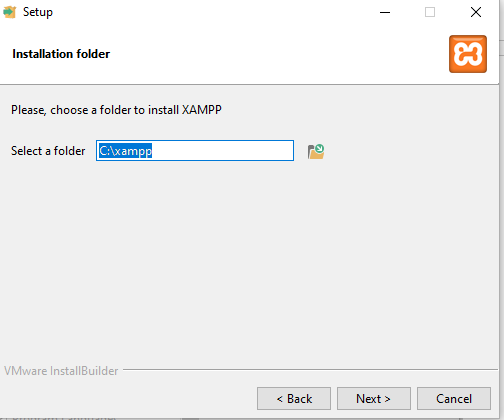 Setup
Installation folder
Please, choose a folder to install XAMPP
Select a folder C:\xampp
VMware InstallBuilder
< Back Next > Cancel